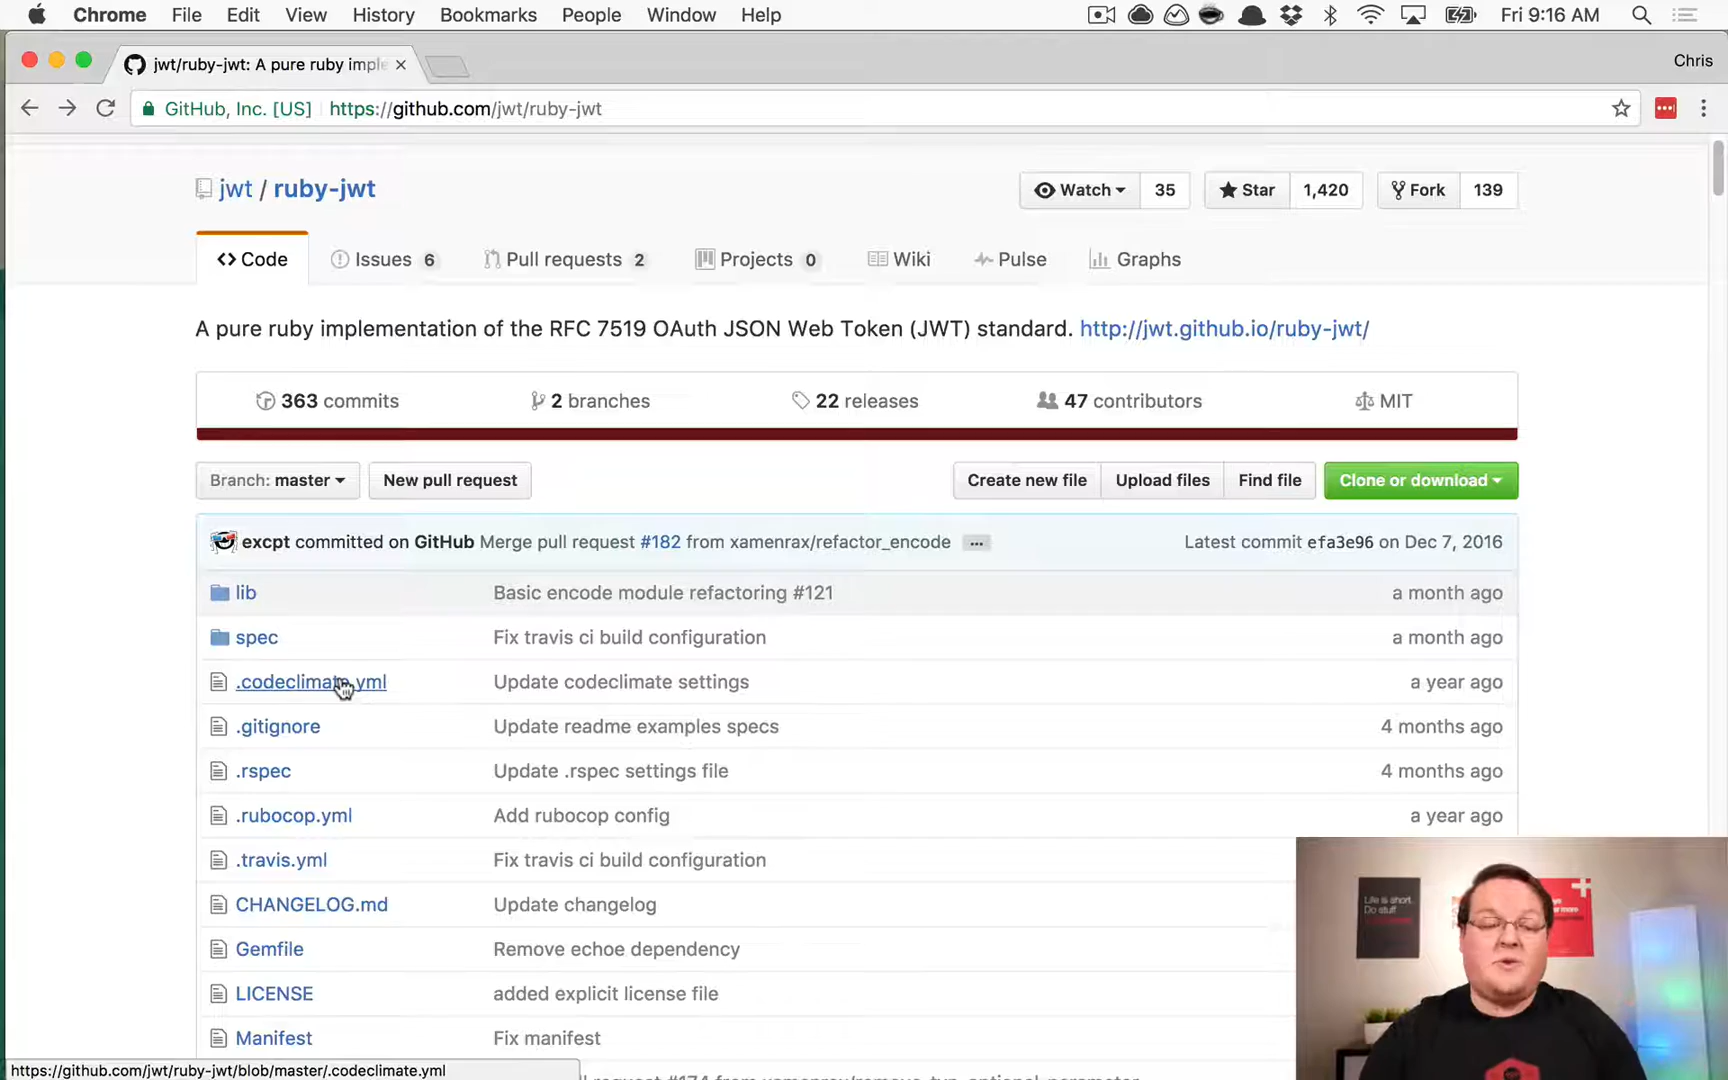 Chrome File Edit View History Bookmarks People Window Help Fri 9:16 AM
jwt/ruby-jwt: A pure ruby imple Chris
GitHub, Inc. [US] https://github.com/jwt/ruby-jwt
jwt / ruby-jwt Watch 35 Star 1,420 Fork 139
Code Issues 6 Pull requests 2 Projects 0 Wiki Pulse Graphs
A pure ruby implementation of the RFC 7519 OAuth JSON Web Token (JWT) standard. http://jwt.github.io/ruby-jwt/
363 commits 2 branches 22 releases 47 contributors MIT
Branch: master New pull request Create new file Upload files Find file Clone or download
excpt committed on GitHub Merge pull request #182 from xamenrax/refactor_encode ... Latest commit efa3e96 on Dec 7, 2016
lib Basic encode module refactoring #121 a month ago
spec Fix travis ci build configuration a month ago
.codeclimate.yml Update codeclimate settings a year ago
.gitignore Update readme examples specs 4 months ago
.rspec Update .rspec settings file 4 months ago
.rubocop.yml Add rubocop config a year ago
.travis.yml Fix travis ci build configuration
CHANGELOG.md Update changelog
Gemfile Remove echoe dependency
LICENSE added explicit license file
Manifest Fix manifest
https://github.com/jwt/ruby-jwt/blob/master/.codeclimate.yml
Life is short.
Do stuff